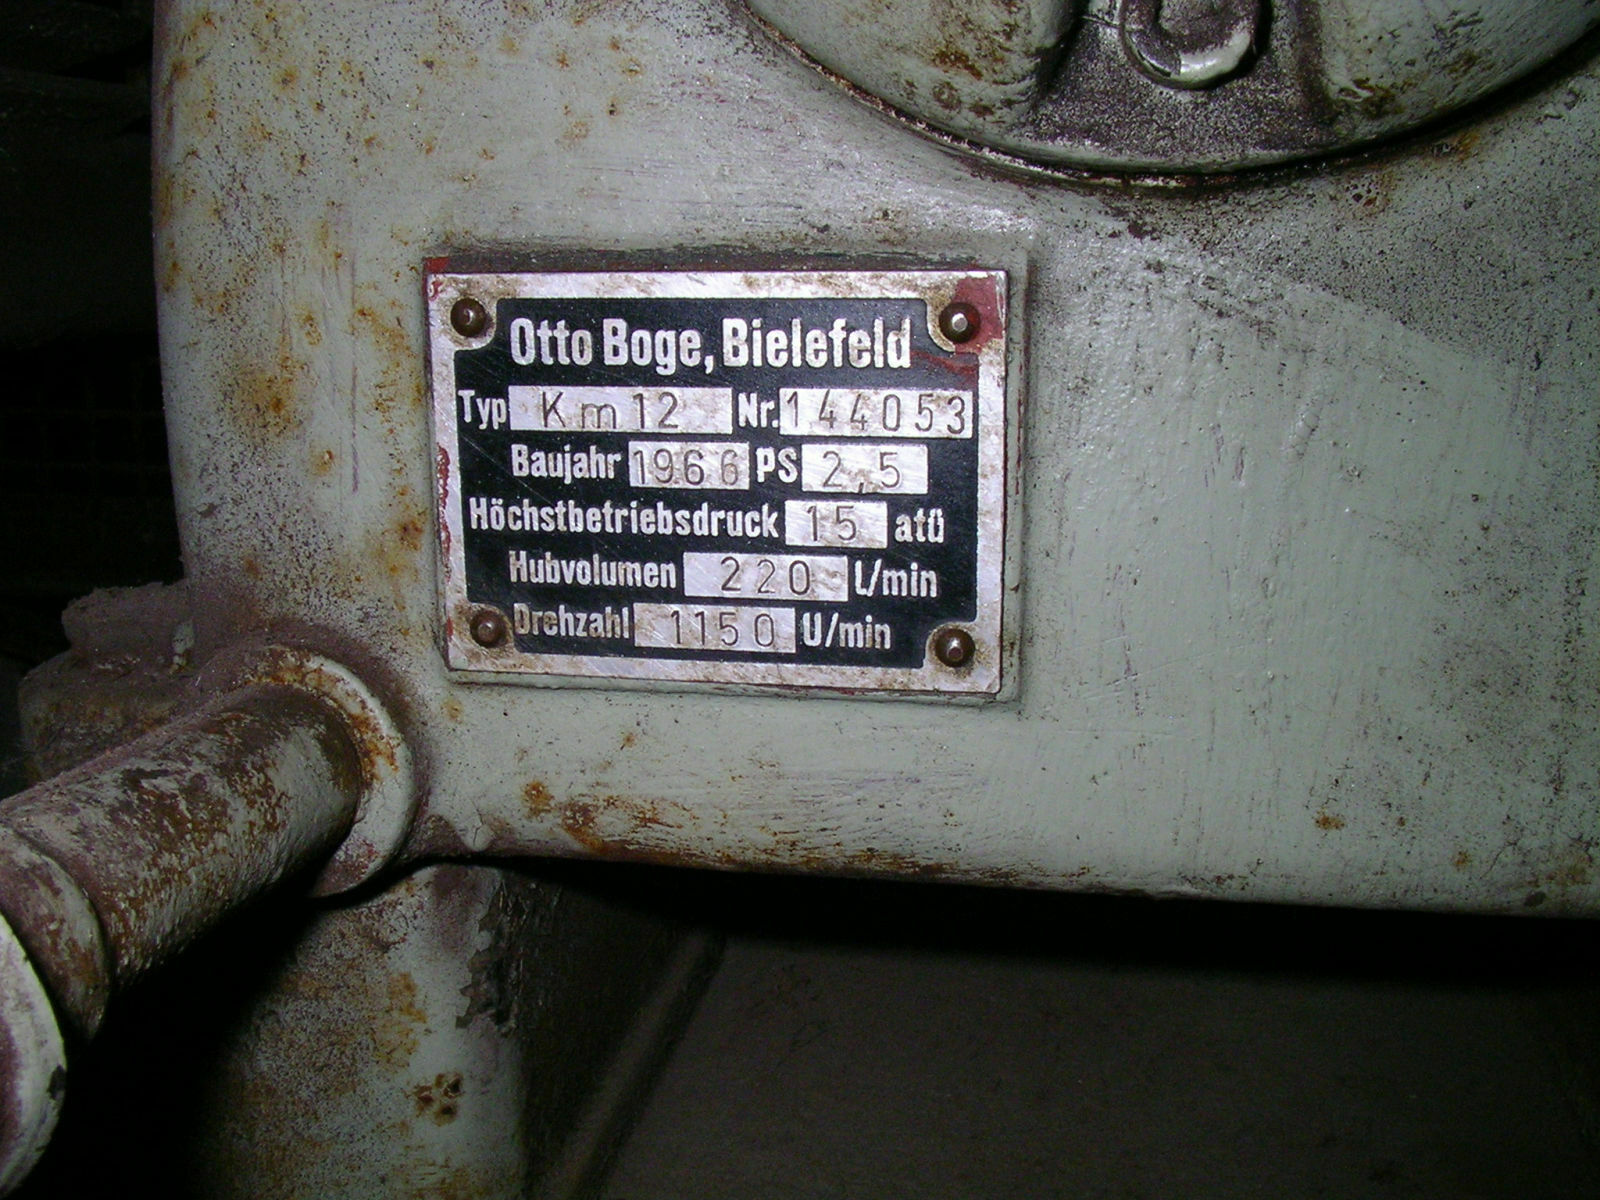 Otto Boge, Bielefeld
Typ Km12 Nr. 144053
Baujahr 1966 PS 2,5
Höchstbetriebsdruck 15 atü
Hubvolumen 220 L/min
Drehzahl 1150 U/min